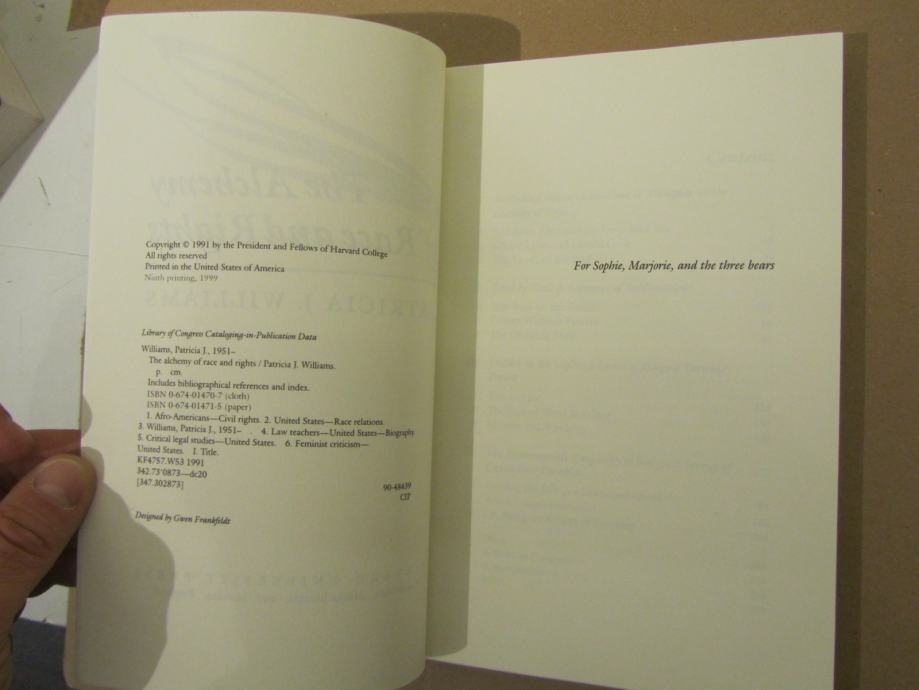 Copyright © 1991 by the President and Fellows of Harvard College
All rights reserved
Printed in the United States of America
Ninth printing, 1999
Library of Congress Cataloging-in-Publication Data
Williams, Patricia J., 1951–
The alchemy of race and rights / Patricia J. Williams.
p. cm.
Includes bibliographical references and index.
ISBN 0-674-01470-7 (cloth)
ISBN 0-674-01471-5 (paper)
1. Afro-Americans—Civil rights. 2. United States—Race relations.
3. Williams, Patricia J., 1951– . 4. Law teachers—United States—Biography
5. Critical legal studies—United States. 6. Feminist criticism—
United States. I. Title.
KF4757.W53 1991
342.73'0873—dc20
[347.302873]
90-48439
CIP
Designed by Gwen Frankfeldt
For Sophie, Marjorie, and the three bears